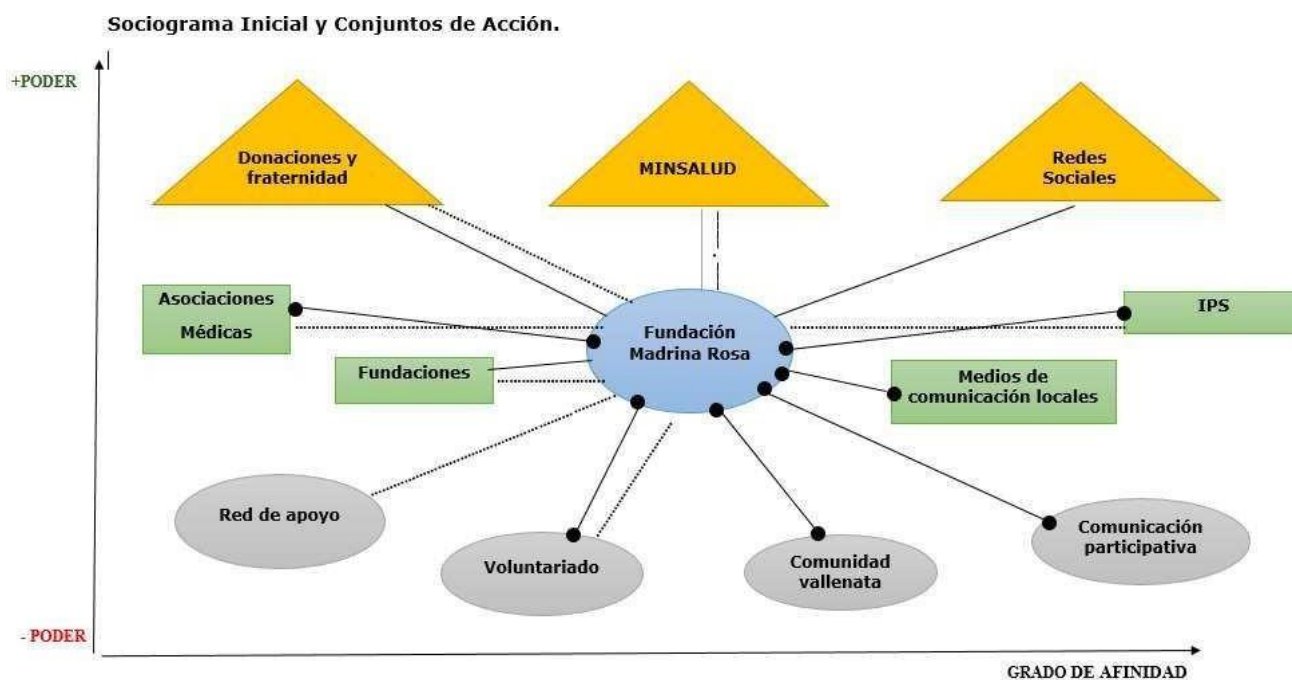 Sociograma Inicial y Conjuntos de Acción.
+PODER
Donaciones y
fraternidad
MINSALUD
Redes
Sociales
Asociaciones
Médicas
IPS
Fundación
Madrina Rosa
Fundaciones
Medios de
comunicación locales
Red de apoyo
Voluntariado
Comunidad
vallenata
Comunicación
participativa
- PODER
GRADO DE AFINIDAD